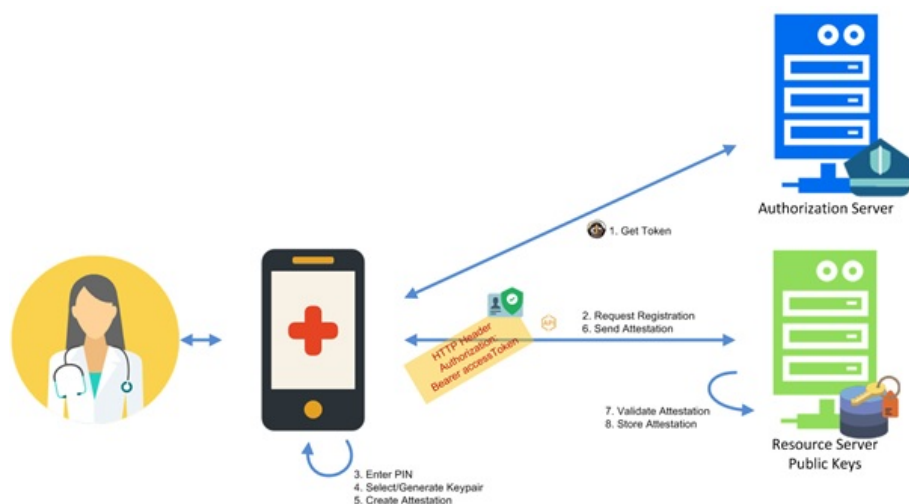 Authorization Server
1. Get Token
2. Request Registration
6. Send Attestation
HTTP Header
Authorization:
Bearer accessToken
API
7. Validate Attestation
8. Store Attestation
Resource Server
Public Keys
3. Enter PIN
4. Select/Generate Keypair
5. Create Attestation